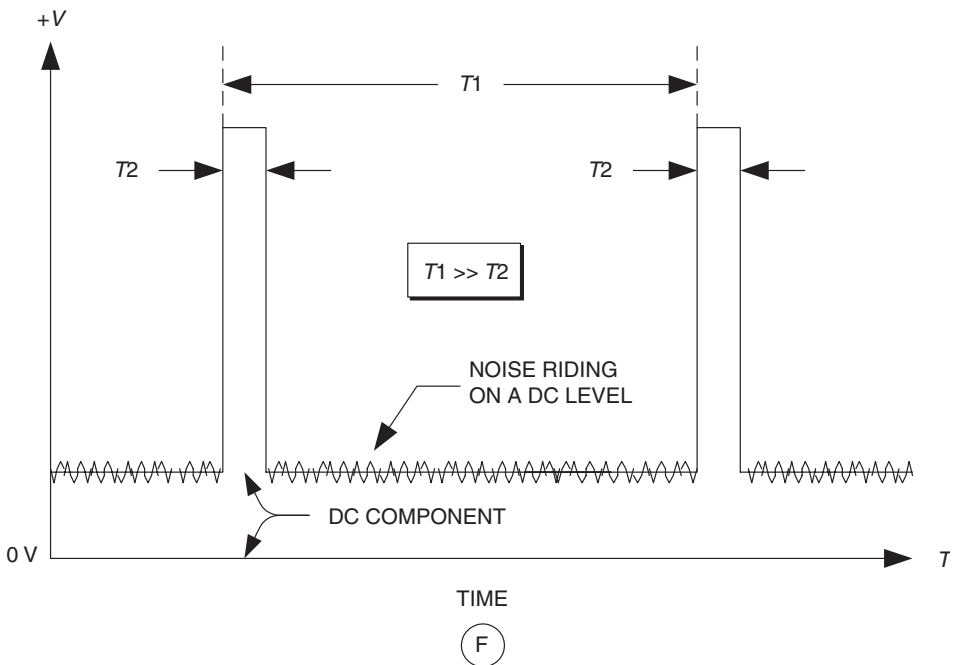 +V
T1
T2
T2
T1 >> T2
NOISE RIDING
ON A DC LEVEL
DC COMPONENT
0 V
T
TIME
F